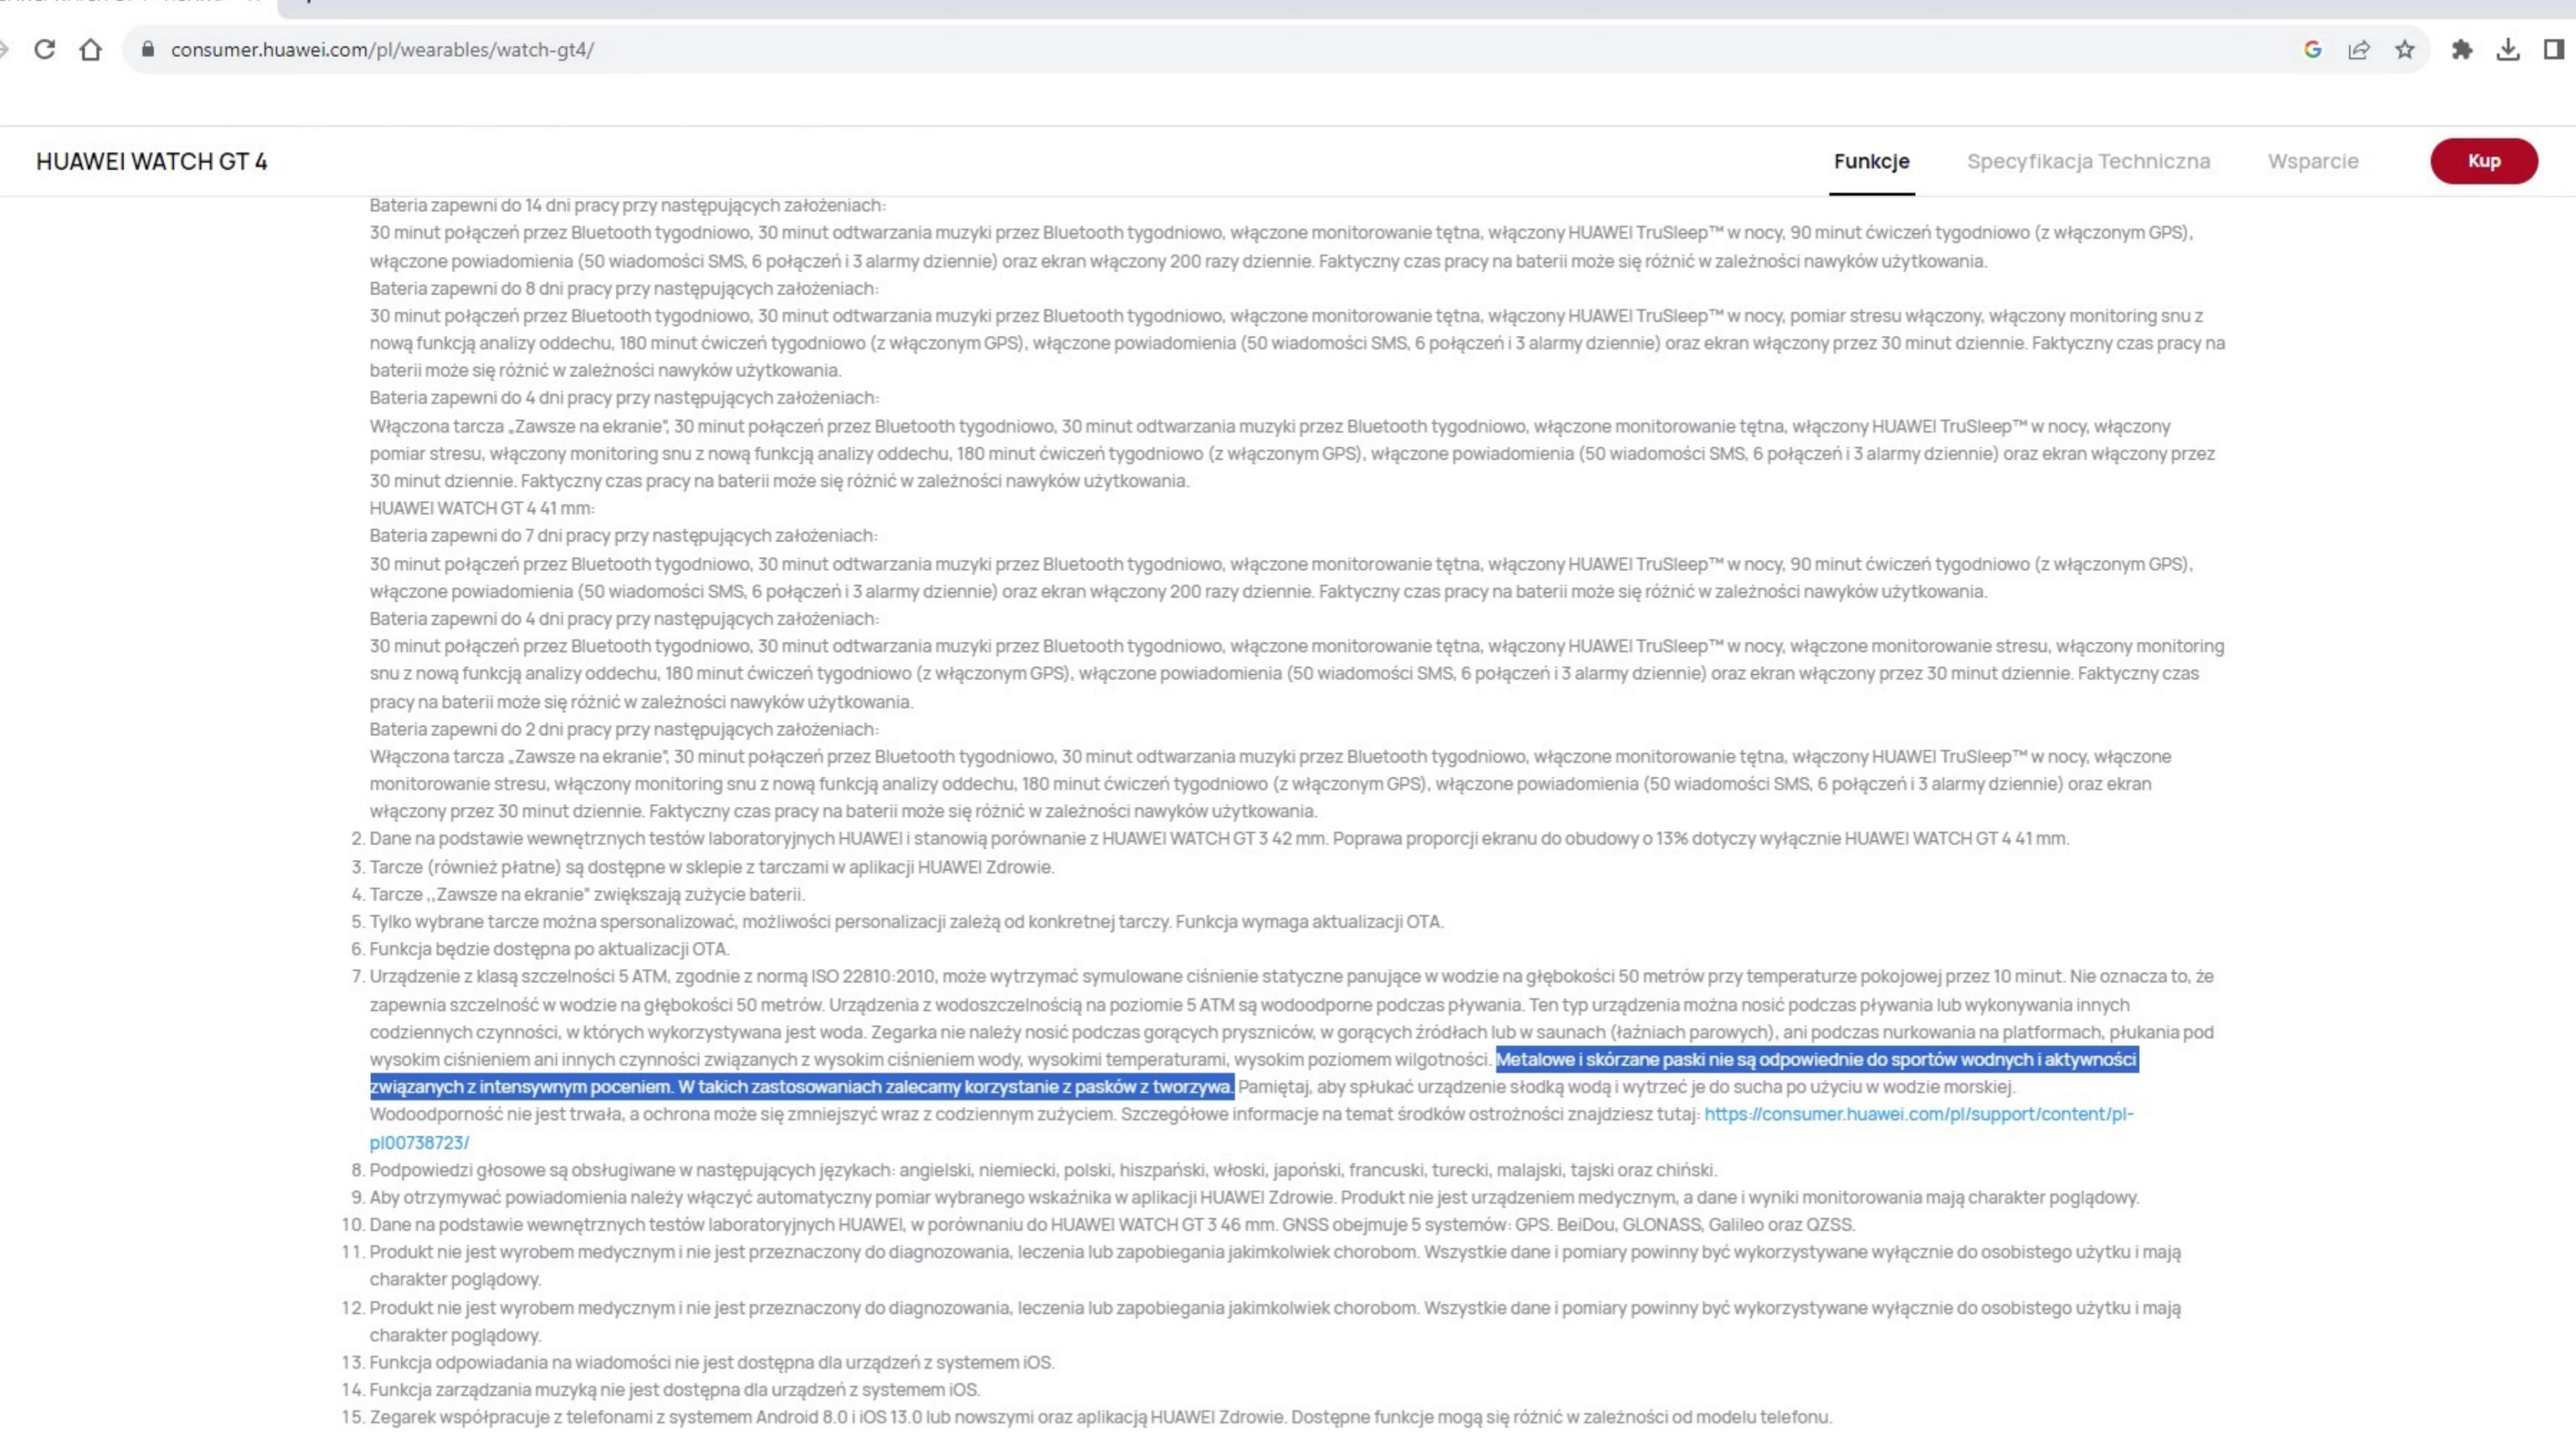 consumer.huawei.com/pl/wearables/watch-gt4/
HUAWEI WATCH GT 4
Funkcje
Specyfikacja Techniczna
Wsparcie
Kup
Bateria zapewni do 14 dni pracy przy następujących założeniach:
30 minut połączeń przez Bluetooth tygodniowo, 30 minut odtwarzania muzyki przez Bluetooth tygodniowo, włączone monitorowanie tętna, włączony HUAWEI TruSleep™ w nocy, 90 minut ćwiczeń tygodniowo (z włączonym GPS),
włączone powiadomienia (50 wiadomości SMS, 6 połączeń i 3 alarmy dziennie) oraz ekran włączony 200 razy dziennie. Faktyczny czas pracy na baterii może się różnić w zależności nawyków użytkowania.
Bateria zapewni do 8 dni pracy przy następujących założeniach:
30 minut połączeń przez Bluetooth tygodniowo, 30 minut odtwarzania muzyki przez Bluetooth tygodniowo, włączone monitorowanie tętna, włączony HUAWEI TruSleep™ w nocy, pomiar stresu włączony, włączony monitoring snu z
nową funkcją analizy oddechu, 180 minut ćwiczeń tygodniowo (z włączonym GPS), włączone powiadomienia (50 wiadomości SMS, 6 połączeń i 3 alarmy dziennie) oraz ekran włączony przez 30 minut dziennie. Faktyczny czas pracy na
baterii może się różnić w zależności nawyków użytkowania.
Bateria zapewni do 4 dni pracy przy następujących założeniach:
Włączona tarcza „Zawsze na ekranie", 30 minut połączeń przez Bluetooth tygodniowo, 30 minut odtwarzania muzyki przez Bluetooth tygodniowo, włączone monitorowanie tętna, włączony HUAWEI TruSleep™ w nocy, włączony
pomiar stresu, włączony monitoring snu z nową funkcją analizy oddechu, 180 minut ćwiczeń tygodniowo (z włączonym GPS), włączone powiadomienia (50 wiadomości SMS, 6 połączeń i 3 alarmy dziennie) oraz ekran włączony przez
30 minut dziennie. Faktyczny czas pracy na baterii może się różnić w zależności nawyków użytkowania.
HUAWEI WATCH GT 4 41 mm:
Bateria zapewni do 7 dni pracy przy następujących założeniach:
30 minut połączeń przez Bluetooth tygodniowo, 30 minut odtwarzania muzyki przez Bluetooth tygodniowo, włączone monitorowanie tętna, włączony HUAWEI TruSleep™ w nocy, 90 minut ćwiczeń tygodniowo (z włączonym GPS),
włączone powiadomienia (50 wiadomości SMS, 6 połączeń i 3 alarmy dziennie) oraz ekran włączony 200 razy dziennie. Faktyczny czas pracy na baterii może się różnić w zależności nawyków użytkowania.
Bateria zapewni do 4 dni pracy przy następujących założeniach:
30 minut połączeń przez Bluetooth tygodniowo, 30 minut odtwarzania muzyki przez Bluetooth tygodniowo, włączone monitorowanie tętna, włączony HUAWEI TruSleep™ w nocy, włączone monitorowanie stresu, włączony monitoring
snu z nową funkcją analizy oddechu, 180 minut ćwiczeń tygodniowo (z włączonym GPS), włączone powiadomienia (50 wiadomości SMS, 6 połączeń i 3 alarmy dziennie) oraz ekran włączony przez 30 minut dziennie. Faktyczny czas
pracy na baterii może się różnić w zależności nawyków użytkowania.
Bateria zapewni do 2 dni pracy przy następujących założeniach:
Włączona tarcza „Zawsze na ekranie", 30 minut połączeń przez Bluetooth tygodniowo, 30 minut odtwarzania muzyki przez Bluetooth tygodniowo, włączone monitorowanie tętna, włączony HUAWEI TruSleep™ w nocy, włączone
monitorowanie stresu, włączony monitoring snu z nową funkcją analizy oddechu, 180 minut ćwiczeń tygodniowo (z włączonym GPS), włączone powiadomienia (50 wiadomości SMS, 6 połączeń i 3 alarmy dziennie) oraz ekran
włączony przez 30 minut dziennie. Faktyczny czas pracy na baterii może się różnić w zależności nawyków użytkowania.
2. Dane na podstawie wewnętrznych testów laboratoryjnych HUAWEI i stanowią porównanie z HUAWEI WATCH GT 3 42 mm. Poprawa proporcji ekranu do obudowy o 13% dotyczy wyłącznie HUAWEI WATCH GT 4 41 mm.
3. Tarcze (również płatne) są dostępne w sklepie z tarczami w aplikacji HUAWEI Zdrowie.
4. Tarcze ,,Zawsze na ekranie" zwiększają zużycie baterii.
5. Tylko wybrane tarcze można spersonalizować, możliwości personalizacji zależą od konkretnej tarczy. Funkcja wymaga aktualizacji OTA.
6. Funkcja będzie dostępna po aktualizacji OTA.
7. Urządzenie z klasą szczelności 5 ATM, zgodnie z normą ISO 22810:2010, może wytrzymać symulowane ciśnienie statyczne panujące w wodzie na głębokości 50 metrów przy temperaturze pokojowej przez 10 minut. Nie oznacza to, że
zapewnia szczelność w wodzie na głębokości 50 metrów. Urządzenia z wodoszczelnością na poziomie 5 ATM są wodoodporne podczas pływania. Ten typ urządzenia można nosić podczas pływania lub wykonywania innych
codziennych czynności, w których wykorzystywana jest woda. Zegarka nie należy nosić podczas gorących pryszniców, w gorących źródłach lub w saunach (łaźniach parowych), ani podczas nurkowania na platformach, płukania pod
wysokim ciśnieniem ani innych czynności związanych z wysokim ciśnieniem wody, wysokimi temperaturami, wysokim poziomem wilgotności. Metalowe i skórzane paski nie są odpowiednie do sportów wodnych i aktywności
związanych z intensywnym poceniem. W takich zastosowaniach zalecamy korzystanie z pasków z tworzywa. Pamiętaj, aby spłukać urządzenie słodką wodą i wytrzeć je do sucha po użyciu w wodzie morskiej.
Wodoodporność nie jest trwała, a ochrona może się zmniejszyć wraz z codziennym zużyciem. Szczegółowe informacje na temat środków ostrożności znajdziesz tutaj: https://consumer.huawei.com/pl/support/content/pl-
pl00738723/
8. Podpowiedzi głosowe są obsługiwane w następujących językach: angielski, niemiecki, polski, hiszpański, włoski, japoński, francuski, turecki, malajski, tajski oraz chiński.
9. Aby otrzymywać powiadomienia należy włączyć automatyczny pomiar wybranego wskaźnika w aplikacji HUAWEI Zdrowie. Produkt nie jest urządzeniem medycznym, a dane i wyniki monitorowania mają charakter poglądowy.
10. Dane na podstawie wewnętrznych testów laboratoryjnych HUAWEI, w porównaniu do HUAWEI WATCH GT 3 46 mm. GNSS obejmuje 5 systemów: GPS. BeiDou, GLONASS, Galileo oraz QZSS.
11. Produkt nie jest wyrobem medycznym i nie jest przeznaczony do diagnozowania, leczenia lub zapobiegania jakimkolwiek chorobom. Wszystkie dane i pomiary powinny być wykorzystywane wyłącznie do osobistego użytku i mają
charakter poglądowy.
12. Produkt nie jest wyrobem medycznym i nie jest przeznaczony do diagnozowania, leczenia lub zapobiegania jakimkolwiek chorobom. Wszystkie dane i pomiary powinny być wykorzystywane wyłącznie do osobistego użytku i mają
charakter poglądowy.
13. Funkcja odpowiadania na wiadomości nie jest dostępna dla urządzeń z systemem iOS.
14. Funkcja zarządzania muzyką nie jest dostępna dla urządzeń z systemem iOS.
15. Zegarek współpracuje z telefonami z systemem Android 8.0 i iOS 13.0 lub nowszymi oraz aplikacją HUAWEI Zdrowie. Dostępne funkcje mogą się różnić w zależności od modelu telefonu.